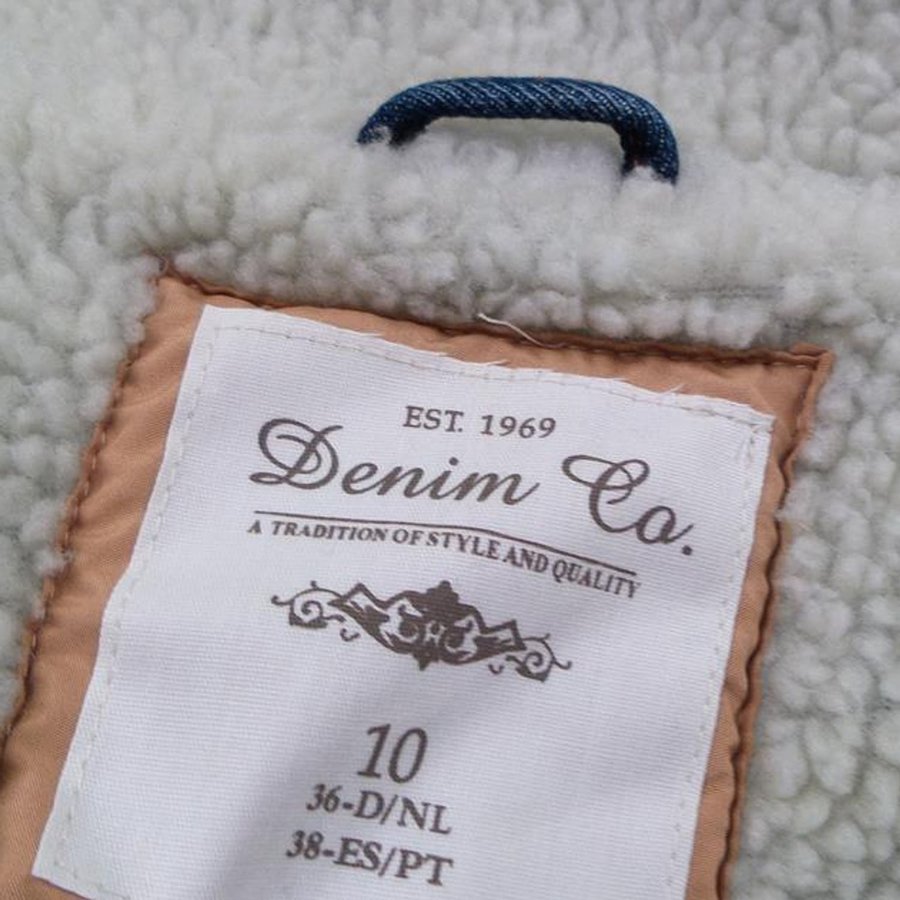 EST. 1969
Denim Co.
A TRADITION OF STYLE AND QUALITY
10
36-D/NL
38-ES/PT